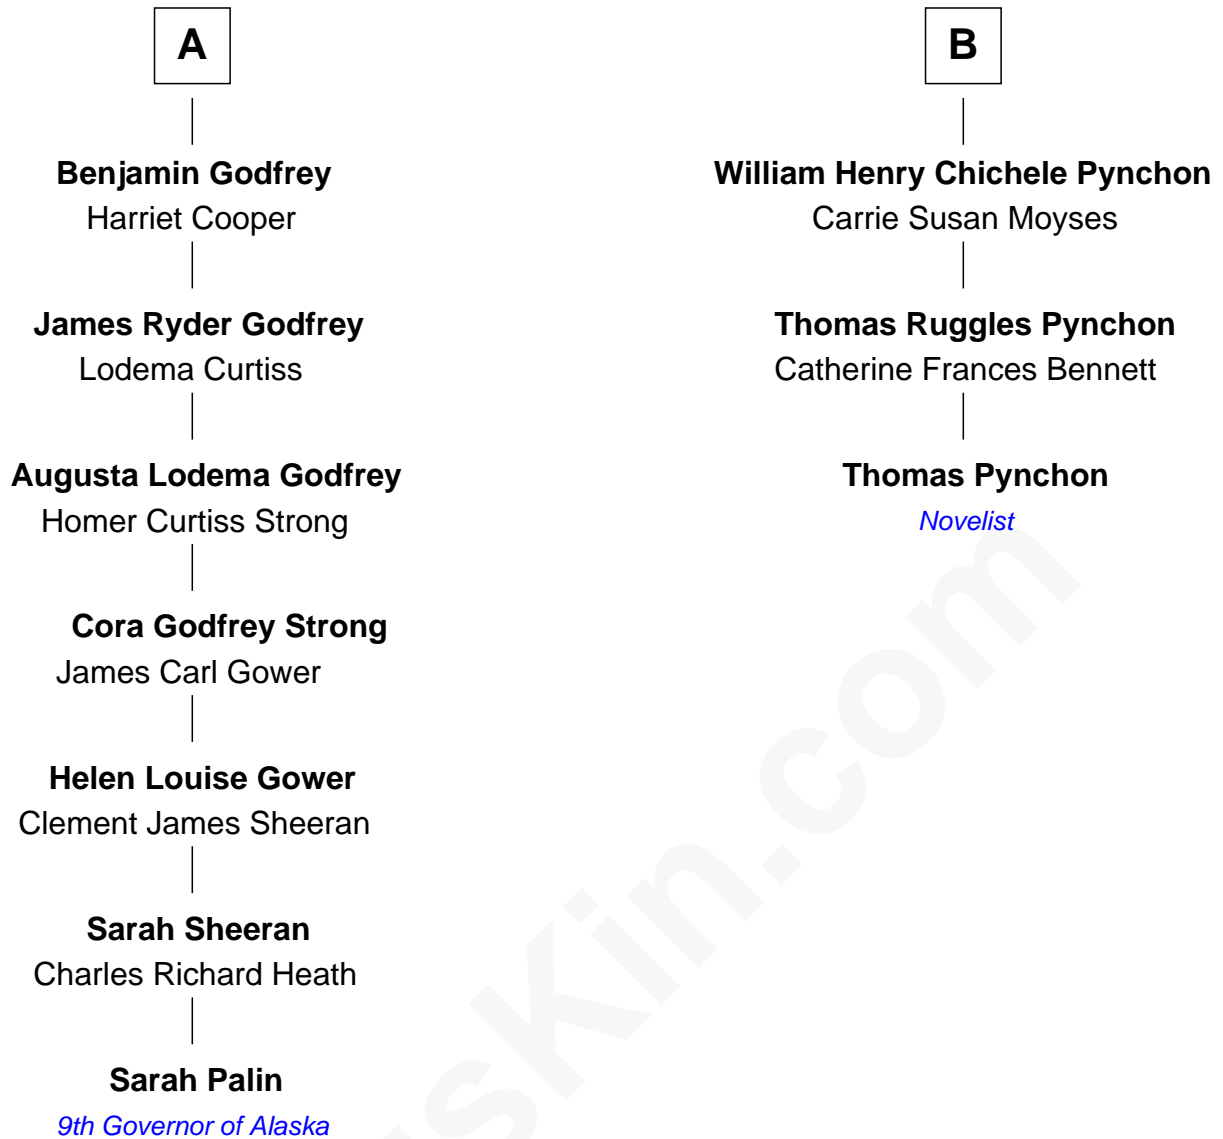 A
Benjamin Godfrey
Harriet Cooper
James Ryder Godfrey
Lodema Curtiss
Augusta Lodema Godfrey
Homer Curtiss Strong
Cora Godfrey Strong
James Carl Gower
Helen Louise Gower
Clement James Sheeran
Sarah Sheeran
Charles Richard Heath
Sarah Palin
9th Governor of Alaska
B
William Henry Chichele Pynchon
Carrie Susan Moyses
Thomas Ruggles Pynchon
Catherine Frances Bennett
Thomas Pynchon
Novelist
sKin.com